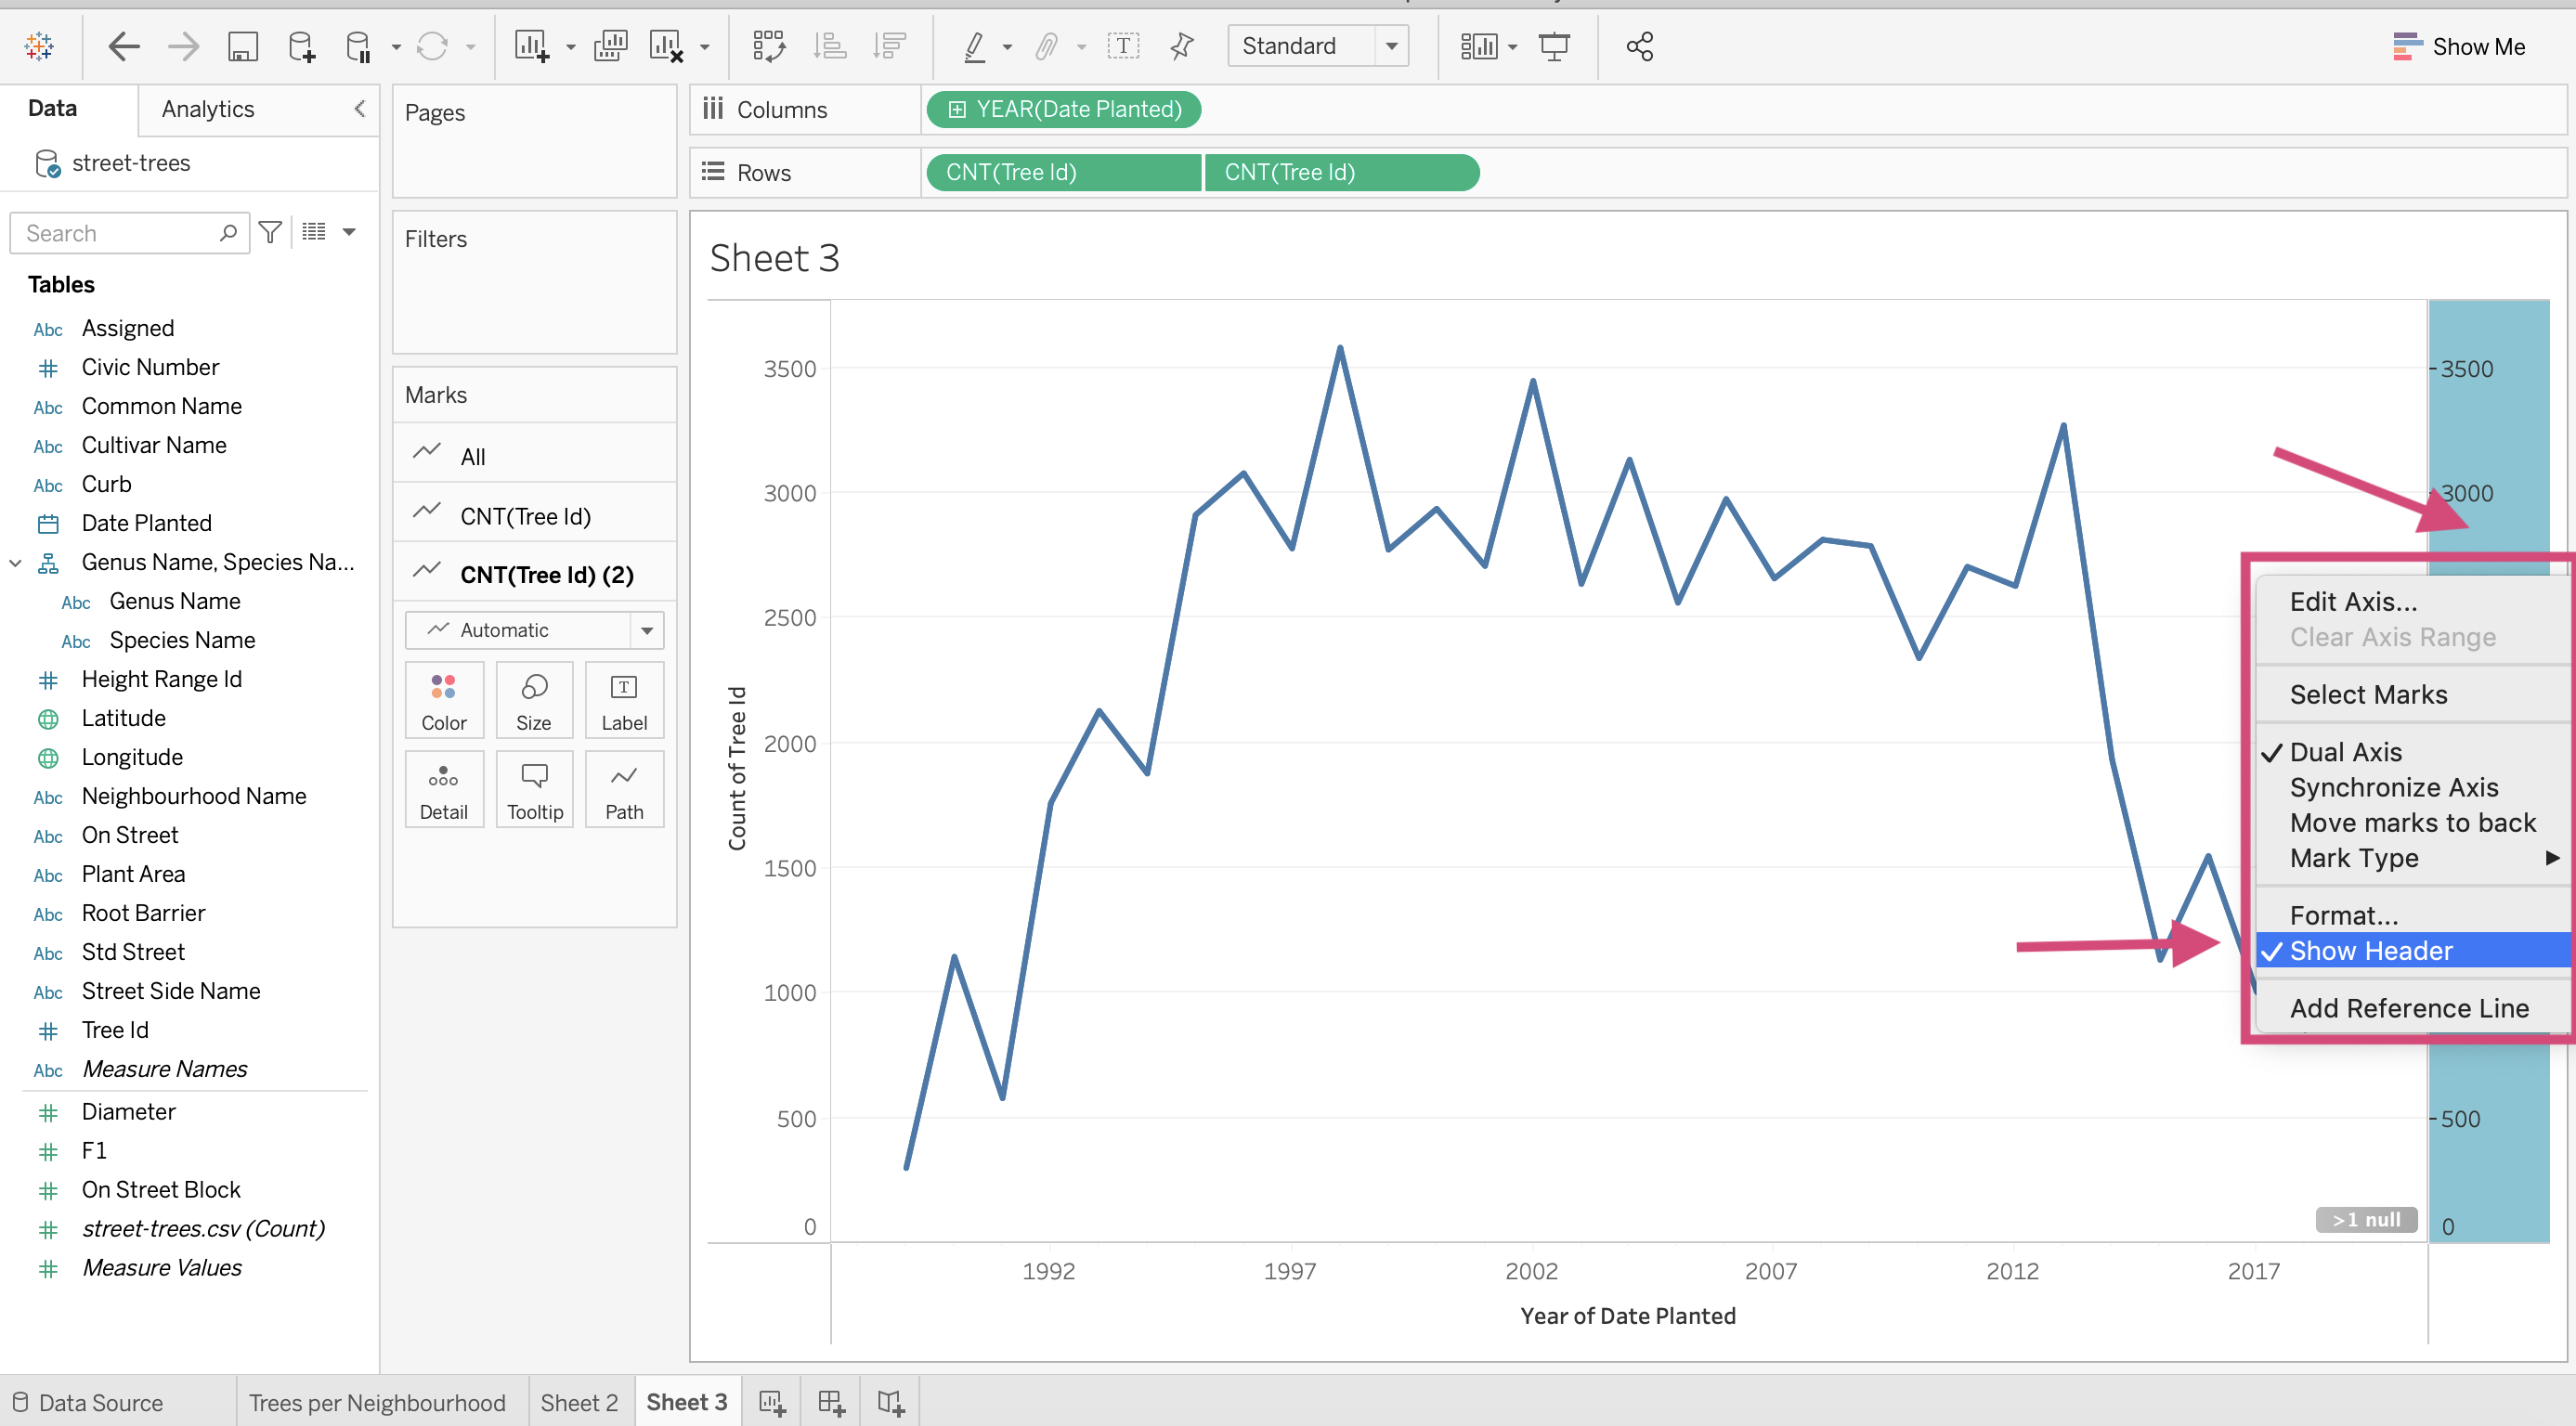 Standard
Show Me
Data
Analytics
street-trees
Search
Tables
Abc Assigned
# Civic Number
Abc Common Name
Abc Cultivar Name
Abc Curb
Date Planted
Genus Name, Species Na...
Abc Genus Name
Abc Species Name
# Height Range Id
Latitude
Longitude
Abc Neighbourhood Name
Abc On Street
Abc Plant Area
Abc Root Barrier
Abc Std Street
Abc Street Side Name
# Tree Id
Abc Measure Names
# Diameter
# F1
# On Street Block
# street-trees.csv (Count)
# Measure Values
Pages
Filters
Marks
All
CNT(Tree Id)
CNT(Tree Id) (2)
Automatic
Color
Size
Label
Detail
Tooltip
Path
Columns
YEAR(Date Planted)
Rows
CNT(Tree Id)
CNT(Tree Id)
Sheet 3
Count of Tree Id
3500
3000
2500
2000
1500
1000
500
0
3500
3000
500
0
Edit Axis...
Clear Axis Range
Select Marks
Dual Axis
Synchronize Axis
Move marks to back
Mark Type
Format...
Show Header
Add Reference Line
>1 null
1992
1997
2002
2007
2012
2017
Year of Date Planted
Data Source
Trees per Neighbourhood
Sheet 2
Sheet 3